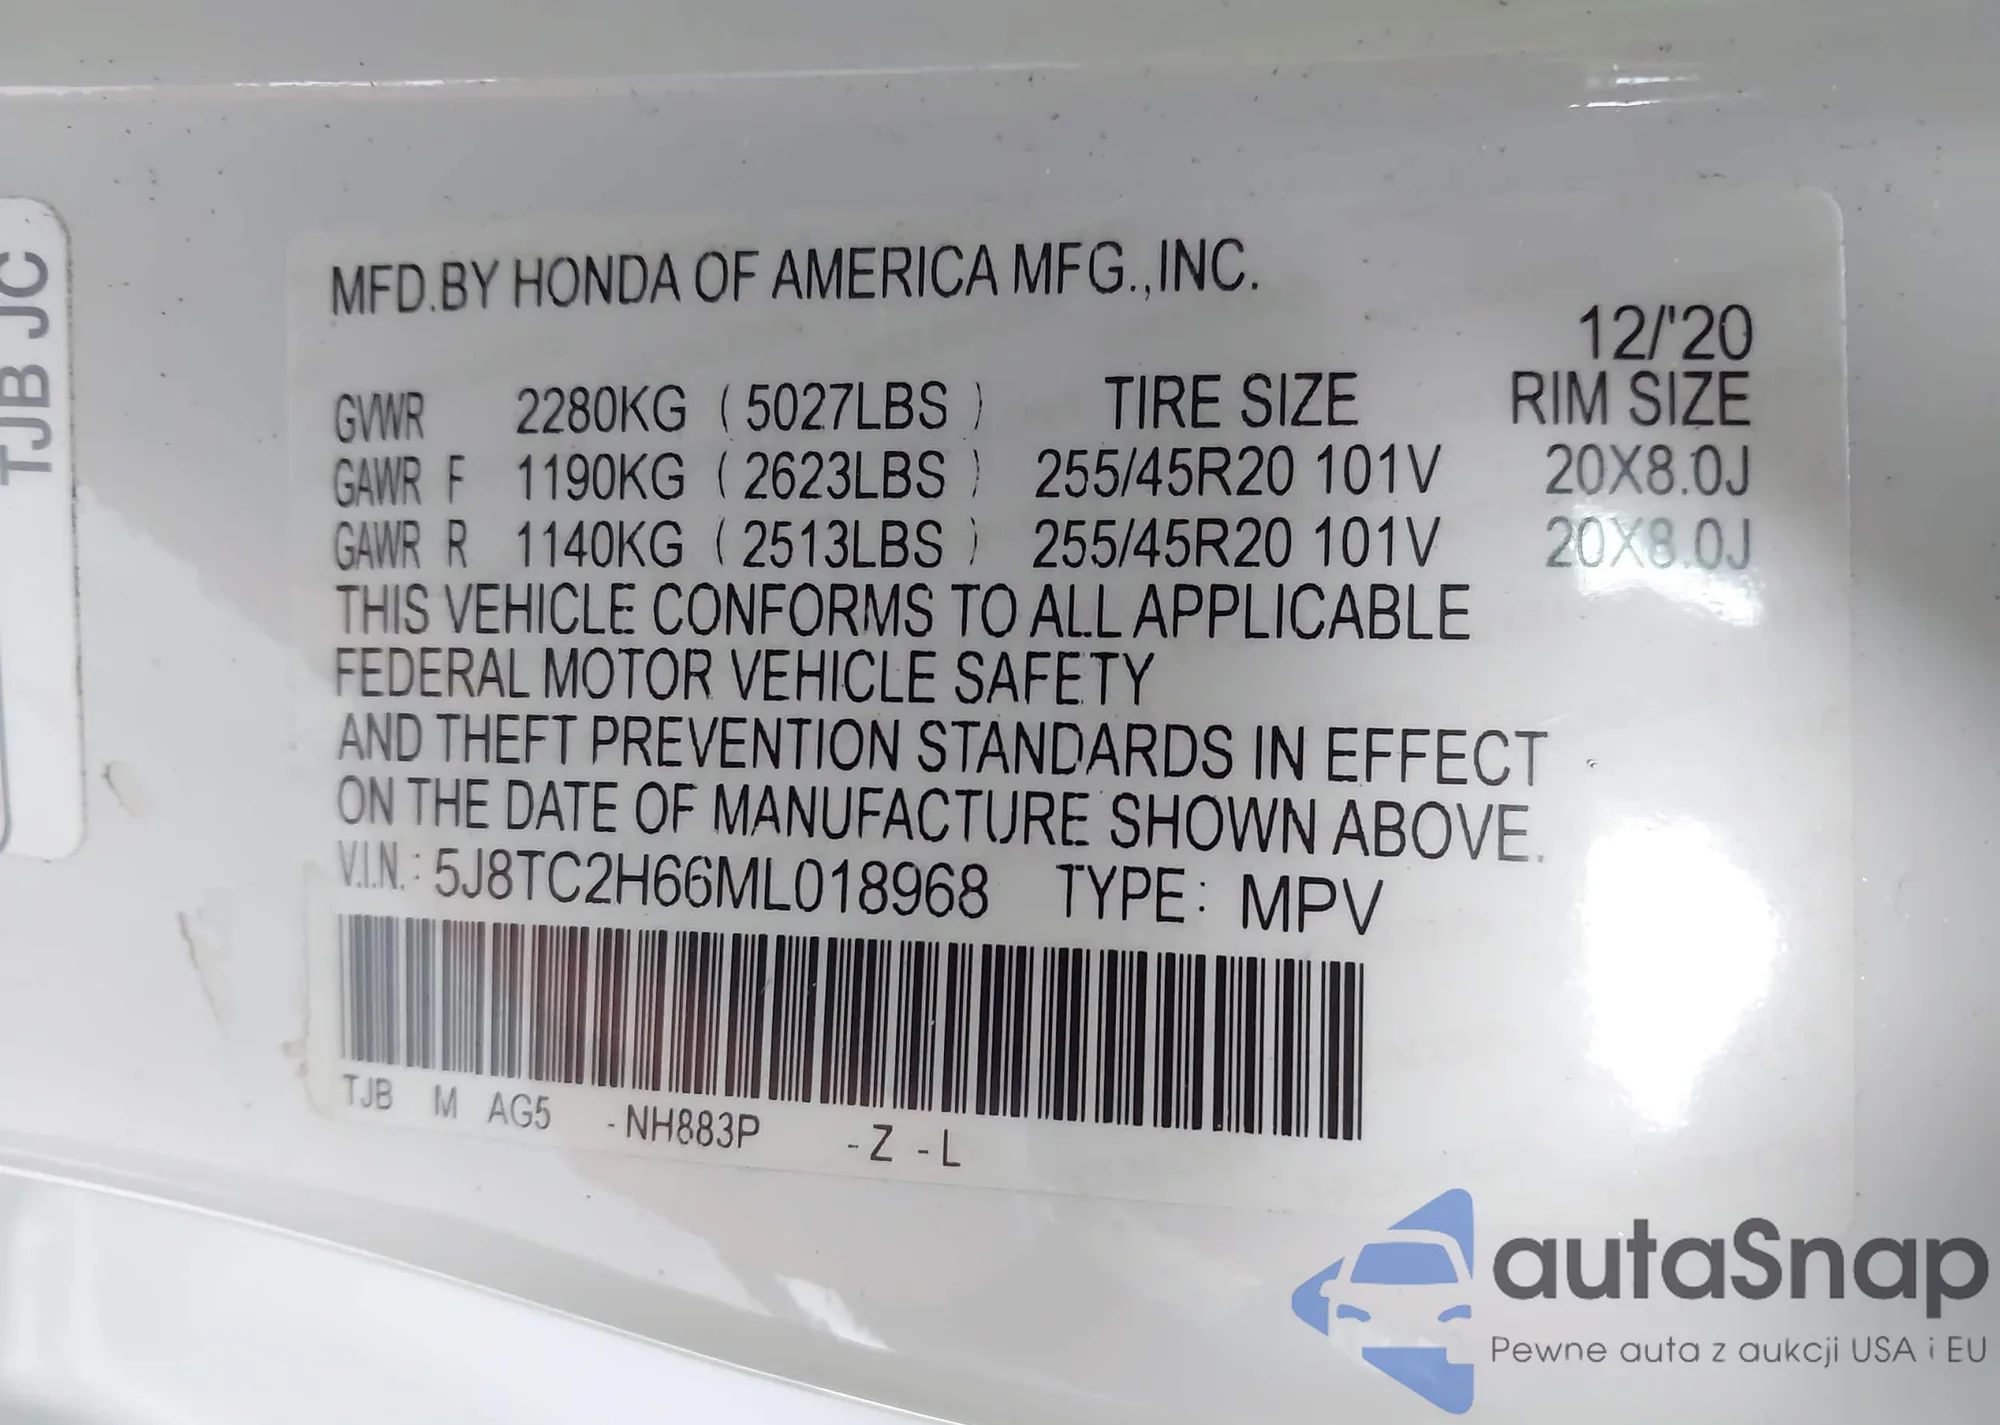 TJB JC
MFD.BY HONDA OF AMERICA MFG.,INC.
12/'20
GVWR 2280KG (5027LBS) TIRE SIZE RIM SIZE
GAWR F 1190KG (2623LBS) 255/45R20 101V 20X8.0J
GAWR R 1140KG (2513LBS) 255/45R20 101V 20X8.0J
THIS VEHICLE CONFORMS TO ALL APPLICABLE
FEDERAL MOTOR VEHICLE SAFETY
AND THEFT PREVENTION STANDARDS IN EFFECT
ON THE DATE OF MANUFACTURE SHOWN ABOVE.
V.I.N.: 5J8TC2H66ML018968 TYPE: MPV
TJB M AG5 -NH883P -Z -L
autaSnap
Pewne auta z aukcji USA i EU